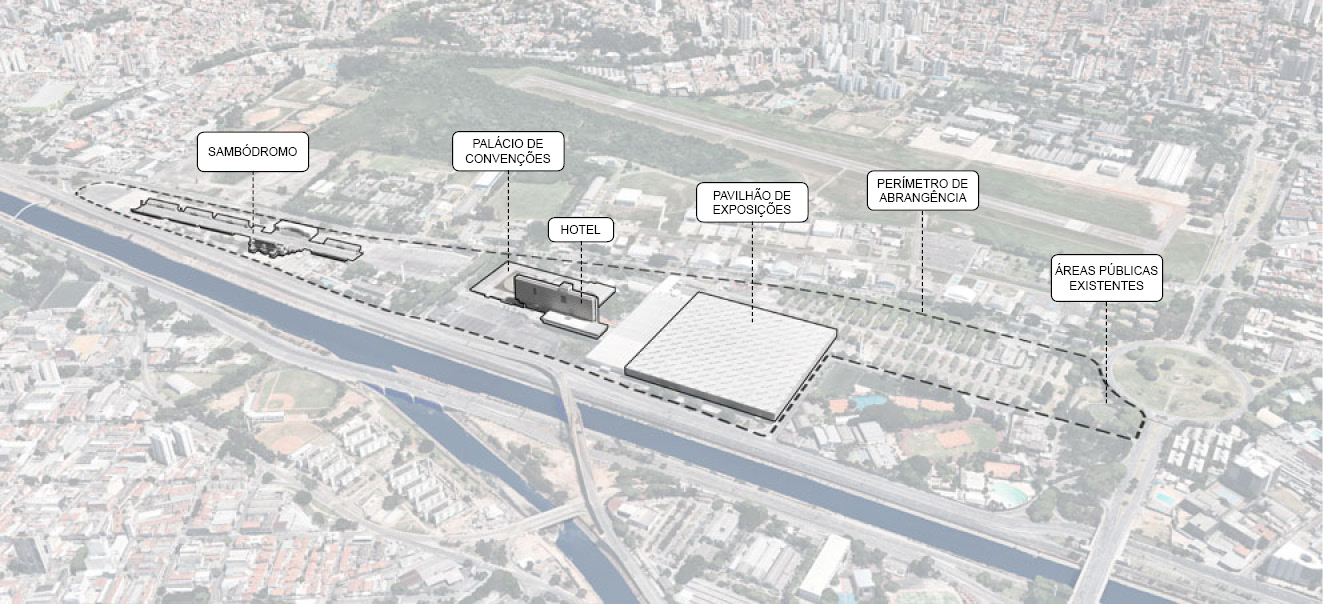 SAMBÓDROMO
PALÁCIO DE
CONVENÇÕES
HOTEL
PAVILHÃO DE
EXPOSIÇÕES
PERÍMETRO DE
ABRANGÊNCIA
ÁREAS PÚBLICAS
EXISTENTES